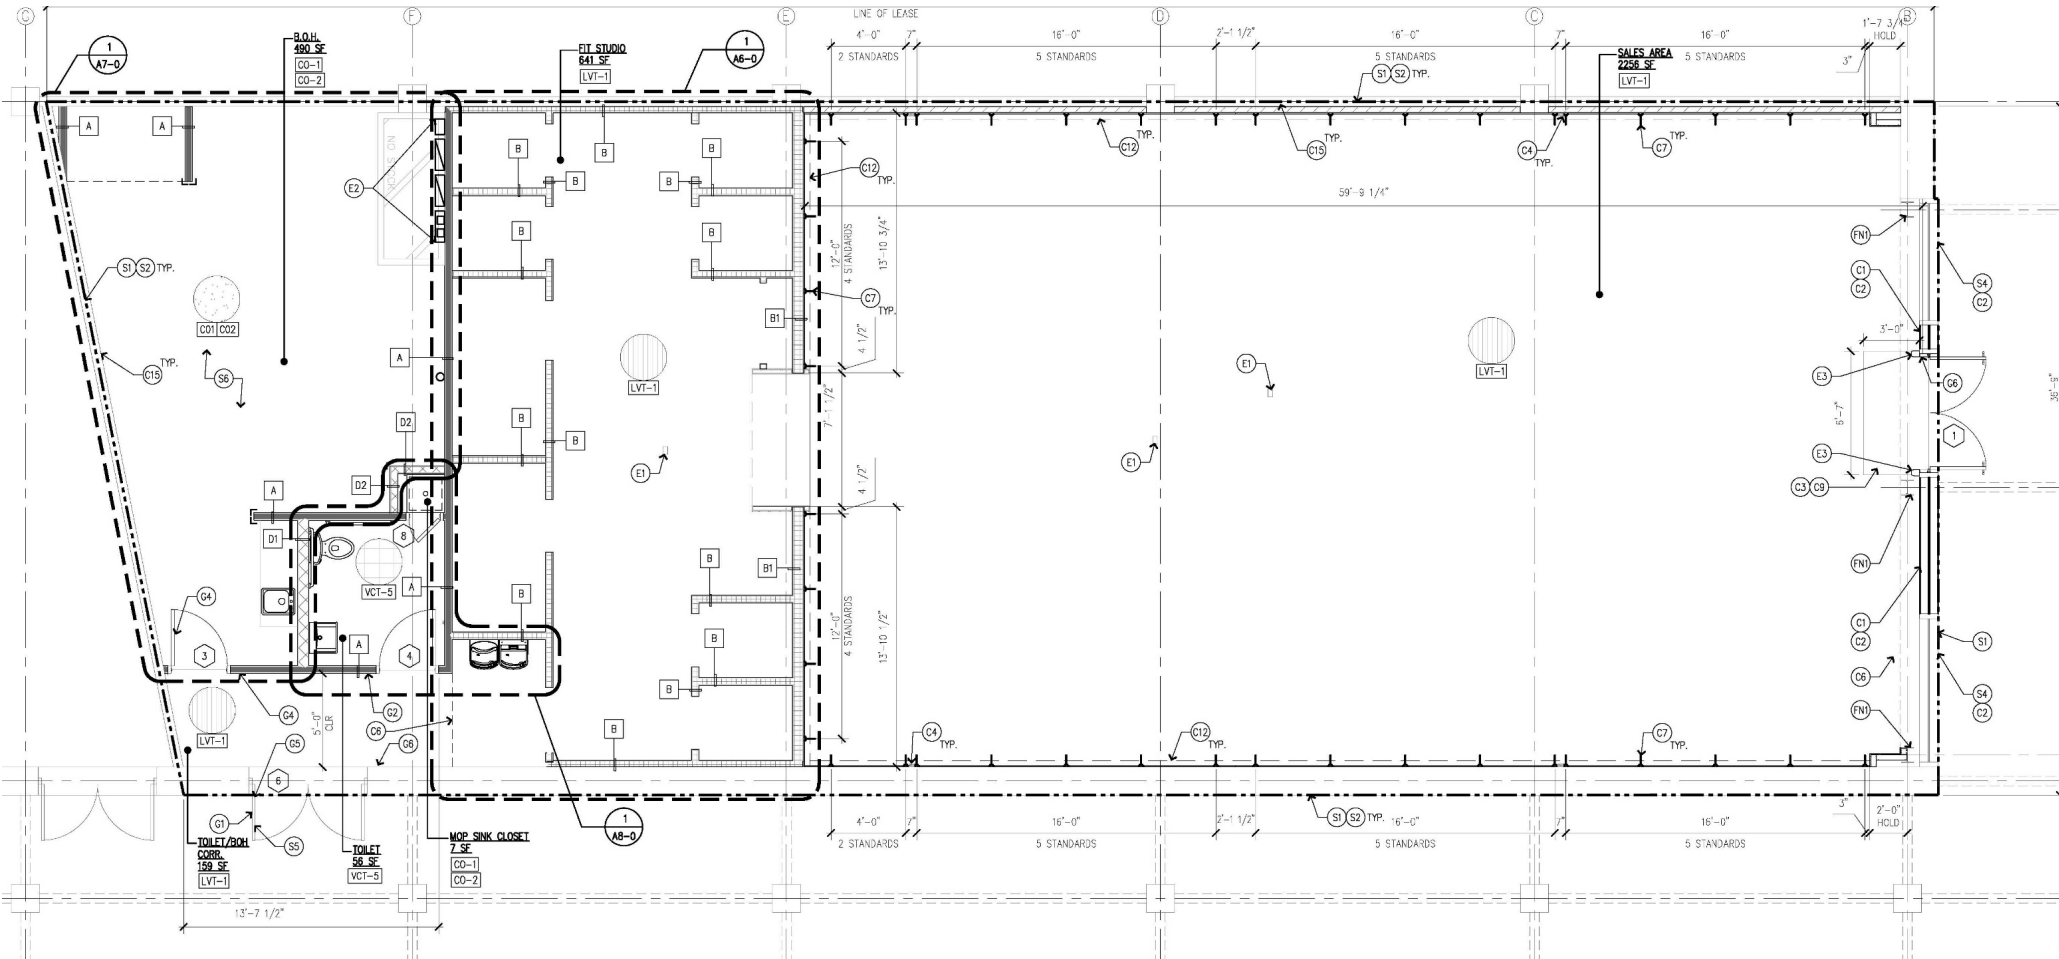 G
F
E
D
C
B
LINE OF LEASE
4'-0"
7"
16'-0"
2'-1 1/2"
16'-0"
7"
16'-0"
1'-7 3/4"
HOLD
2 STANDARDS
5 STANDARDS
5 STANDARDS
5 STANDARDS
3"
1
A7-0
B.O.H.
490 SF
CO-1
CO-2
FIT STUDIO
641 SF
LVT-1
1
A6-0
S1 S2 TYP.
SALES AREA
2256 SF
LVT-1
A
A
NO STOCK
E2
B
B
B
B
B
B
B
B
C12
TYP.
C12
TYP.
C15
TYP.
C4
TYP.
C7
TYP.
59'-9 1/4"
12'-0"
4 STANDARDS
13'-10 3/4"
S1 S2 TYP.
CO1 CO2
C15
TYP.
S6
A
LVT-1
B1
C7
TYP.
4 1/2"
7'-1 1/2"
4 1/2"
E1
E1
E1
LVT-1
FN1
C1
C2
S4
C2
3'-0"
E3
C6
G6
6'-7"
1
36'-9"
E3
C3 C9
FN1
C1
C2
S1
C6
S4
C2
FN1
D2
D2
A
D1
8
VCT-5
A
B
B
B
B1
B
B
B
B
B
12'-0"
4 STANDARDS
13'-10 1/2"
G4
3
A
4
G4
G2
5'-0"
CLR
C6
G6
LVT-1
G5
6
G1
S5
C4
TYP.
C12
TYP.
C7
TYP.
S1 S2 TYP.
TOILET/BOH
CORR.
159 SF
LVT-1
TOILET
56 SF
VCT-5
MOP SINK CLOSET
7 SF
CO-1
CO-2
1
A8-0
4'-0"
7"
16'-0"
2'-1 1/2"
16'-0"
7"
16'-0"
3"
2'-0"
HOLD
2 STANDARDS
5 STANDARDS
5 STANDARDS
5 STANDARDS
13'-7 1/2"